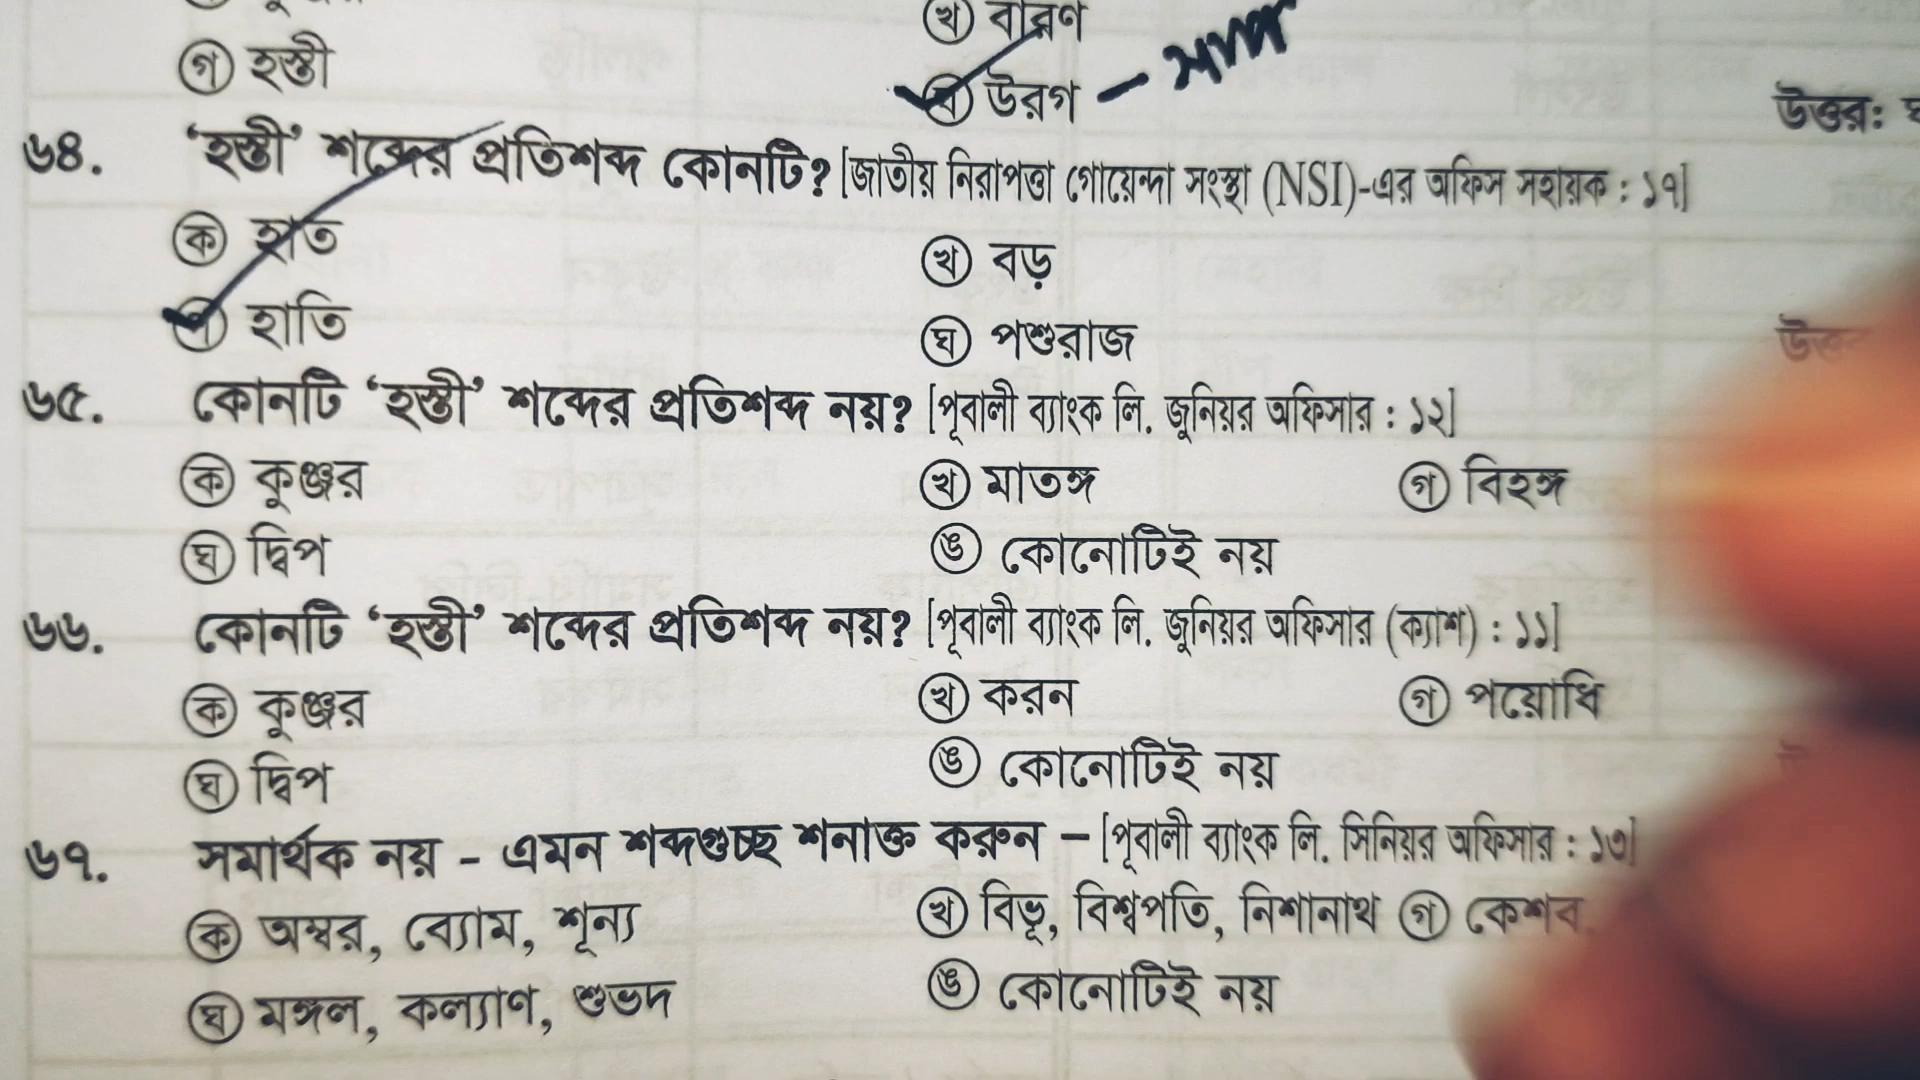 খ বারণ
গ হস্তী
ঘ উরগ – সাপ
উত্তর: ঘ
৬৪. ‘হস্তী’ শব্দের প্রতিশব্দ কোনটি? [জাতীয় নিরাপত্তা গোয়েন্দা সংস্থা (NSI)-এর অফিস সহায়ক : ১৭]
ক হাত খ বড়
গ হাতি ঘ পশুরাজ
৬৫. কোনটি ‘হস্তী’ শব্দের প্রতিশব্দ নয়? [পূবালী ব্যাংক লি. জুনিয়র অফিসার : ১২]
ক কুঞ্জর খ মাতঙ্গ গ বিহঙ্গ
ঘ দ্বিপ ঙ কোনোটিই নয়
৬৬. কোনটি ‘হস্তী’ শব্দের প্রতিশব্দ নয়? [পূবালী ব্যাংক লি. জুনিয়র অফিসার (ক্যাশ) : ১১]
ক কুঞ্জর খ করন গ পয়োধি
ঘ দ্বিপ ঙ কোনোটিই নয়
৬৭. সমার্থক নয় – এমন শব্দগুচ্ছ শনাক্ত করুন – [পূবালী ব্যাংক লি. সিনিয়র অফিসার : ১৩]
ক অম্বর, ব্যোম, শূন্য খ বিভূ, বিশ্বপতি, নিশানাথ গ কেশব,
ঘ মঙ্গল, কল্যাণ, শুভদ ঙ কোনোটিই নয়